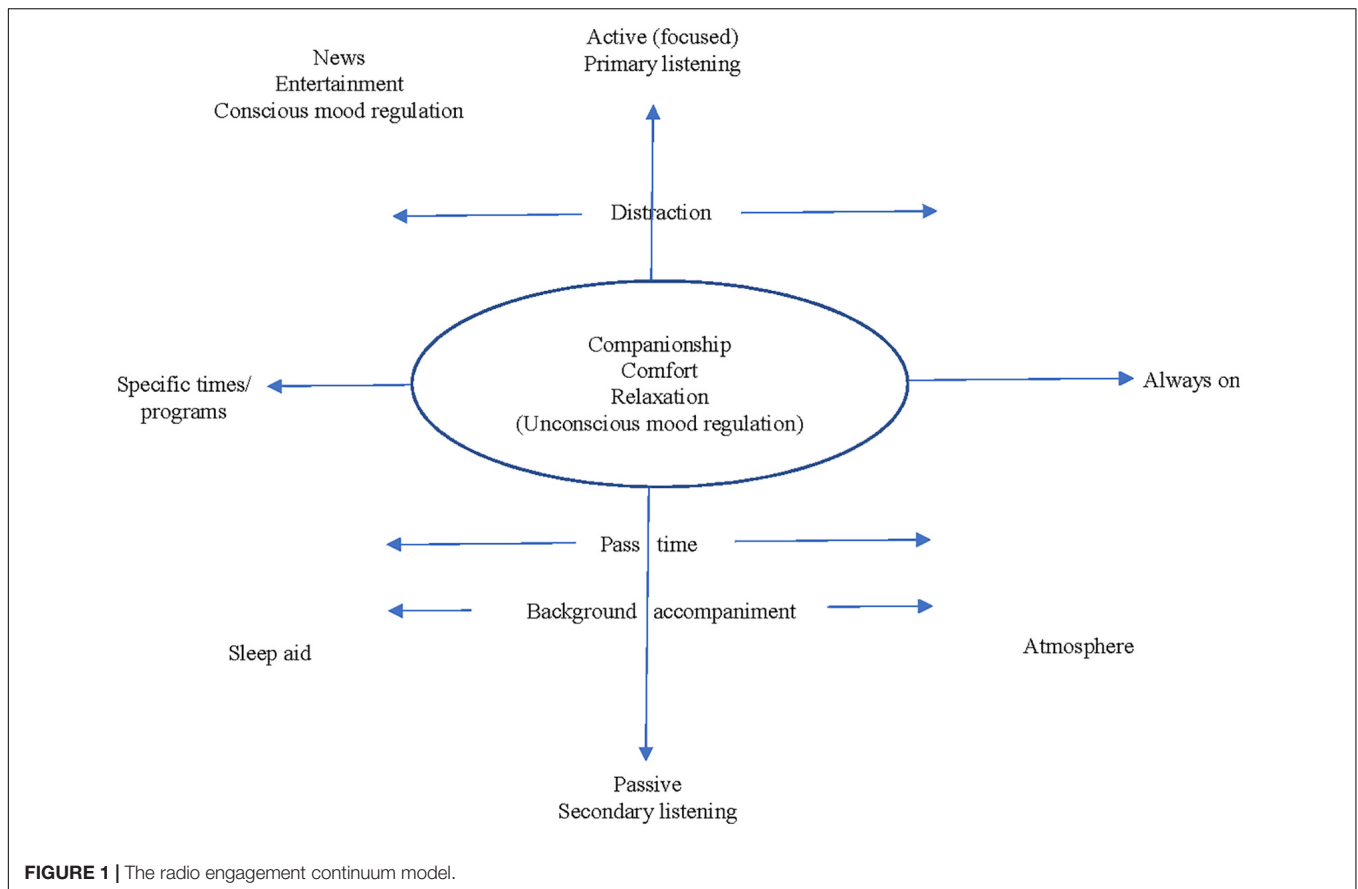 Active (focused)
Primary listening
News
Entertainment
Conscious mood regulation
Distraction
Companionship
Comfort
Relaxation
(Unconscious mood regulation)
Specific times/
programs
Always on
Pass time
Background accompaniment
Sleep aid
Atmosphere
Passive
Secondary listening
FIGURE 1 | The radio engagement continuum model.